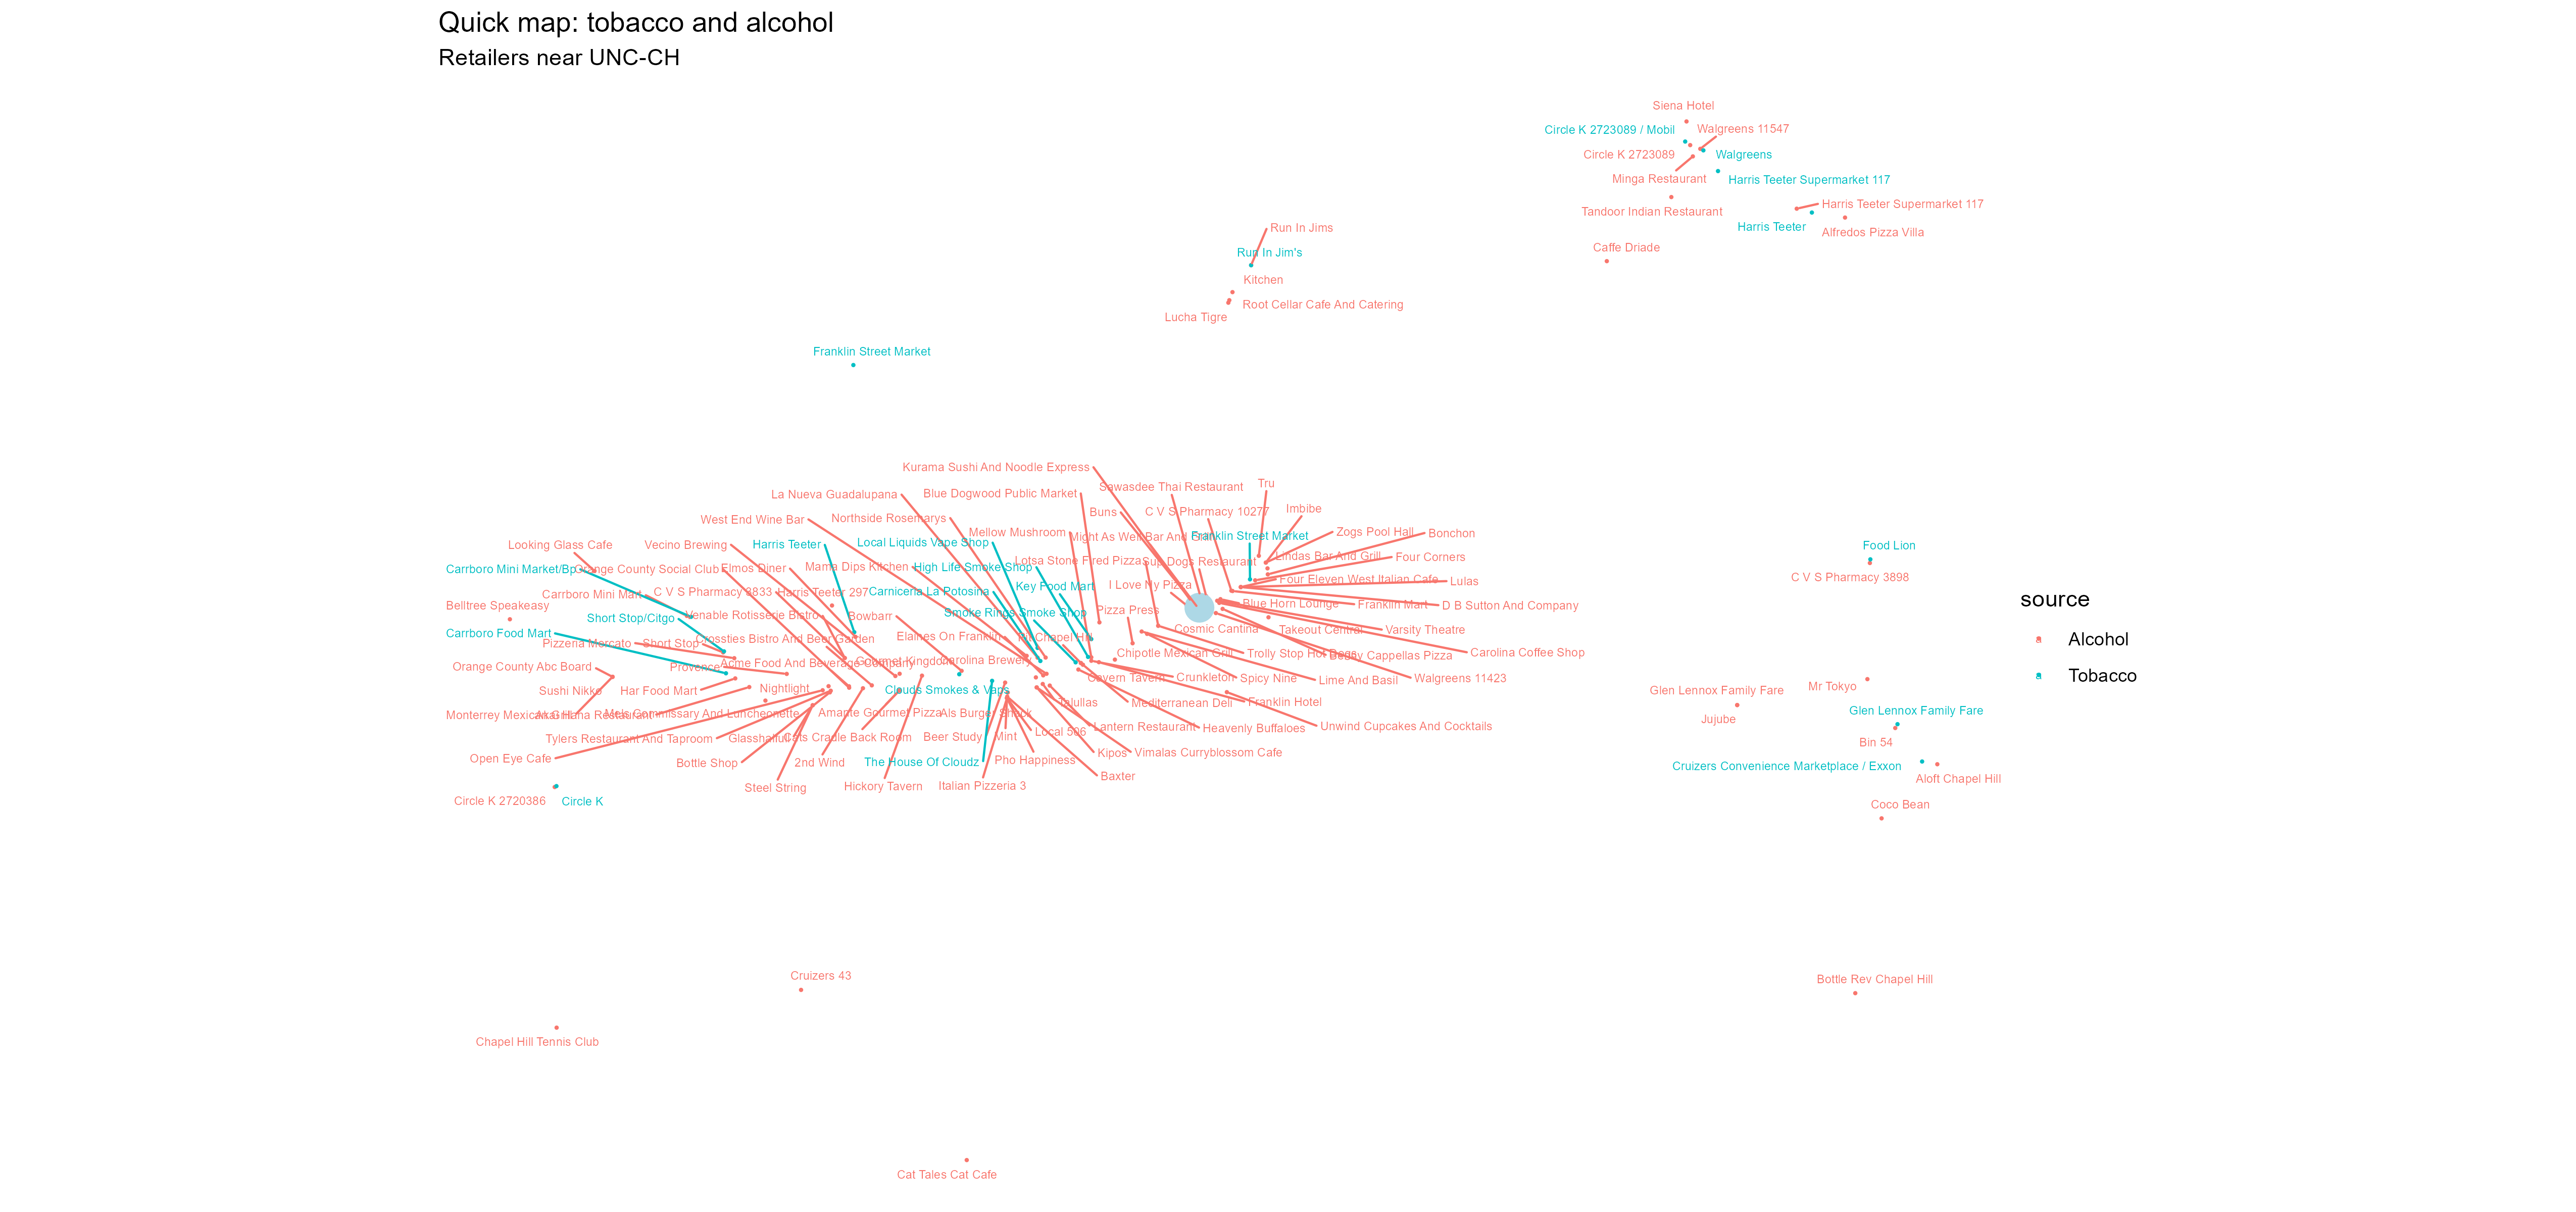 Quick map: tobacco and alcohol
Retailers near UNC-CH
Siena Hotel
Circle K 2723089 / Mobil
Walgreens 11547
Circle K 2723089
Walgreens
Minga Restaurant
Harris Teeter Supermarket 117
Harris Teeter Supermarket 117
Tandoor Indian Restaurant
Harris Teeter
Alfredos Pizza Villa
Run In Jims
Caffe Driade
Run In Jim's
Kitchen
Root Cellar Cafe And Catering
Lucha Tigre
Franklin Street Market
Kurama Sushi And Noodle Express
Sawasdee Thai Restaurant
Tru
La Nueva Guadalupana
Blue Dogwood Public Market
Buns
C V S Pharmacy 10277
Imbibe
West End Wine Bar
Northside Rosemarys
Mellow Mushroom
Might As Well Bar And Grill
Franklin Street Market
Zogs Pool Hall
Bonchon
Looking Glass Cafe
Vecino Brewing
Harris Teeter
Local Liquids Vape Shop
Lotsa Stone Fired Pizza
Sup Dogs Restaurant
Lindas Bar And Grill
Four Corners
Food Lion
Carrboro Mini Market/Bp
Orange County Social Club
Elmos Diner
Mama Dips Kitchen
High Life Smoke Shop
Key Food Mart
I Love Ny Pizza
Four Eleven West Italian Cafe
Lulas
C V S Pharmacy 3898
Carrboro Mini Mart
C V S Pharmacy 3833
Harris Teeter 297
Carniceria La Potosina
source
Belltree Speakeasy
Short Stop/Citgo
Venable Rotisserie Bistro
Bowbarr
Smoke Rings Smoke Shop
Pizza Press
Blue Horn Lounge
Franklin Mart
D B Sutton And Company
Carrboro Food Mart
Pizzeria Mercato
Short Stop
Crossties Bistro And Beer Garden
Elaines On Franklin
Cosmic Cantina
Takeout Central
Varsity Theatre
Alcohol
Orange County Abc Board
Provence
Acme Food And Beverage Company
Gourmet Kingdom
Carolina Brewery
Chipotle Mexican Grill
Trolly Stop Hot Dogs
Benny Cappellas Pizza
Carolina Coffee Shop
Tobacco
Sushi Nikko
Har Food Mart
Nightlight
Clouds Smokes & Vape
Cavern Tavern
Crunkleton
Spicy Nine
Lime And Basil
Walgreens 11423
Glen Lennox Family Fare
Mr Tokyo
Monterrey Mexican Grill
Akai Hana Restaurant
Mels Commissary And Luncheonette
Amante Gourmet Pizza
Als Burger Shack
Talullas
Mediterranean Deli
Franklin Hotel
Jujube
Glen Lennox Family Fare
Tylers Restaurant And Taproom
Glasshalfull
Cats Cradle Back Room
Beer Study
Mint
Local 506
Lantern Restaurant
Heavenly Buffaloes
Unwind Cupcakes And Cocktails
Bin 54
Open Eye Cafe
Bottle Shop
2nd Wind
The House Of Cloudz
Pho Happiness
Kipos
Vimalas Curryblossom Cafe
Cruizers Convenience Marketplace / Exxon
Aloft Chapel Hill
Circle K 2720386
Circle K
Steel String
Hickory Tavern
Italian Pizzeria 3
Baxter
Coco Bean
Cruizers 43
Bottle Rev Chapel Hill
Chapel Hill Tennis Club
Cat Tales Cat Cafe